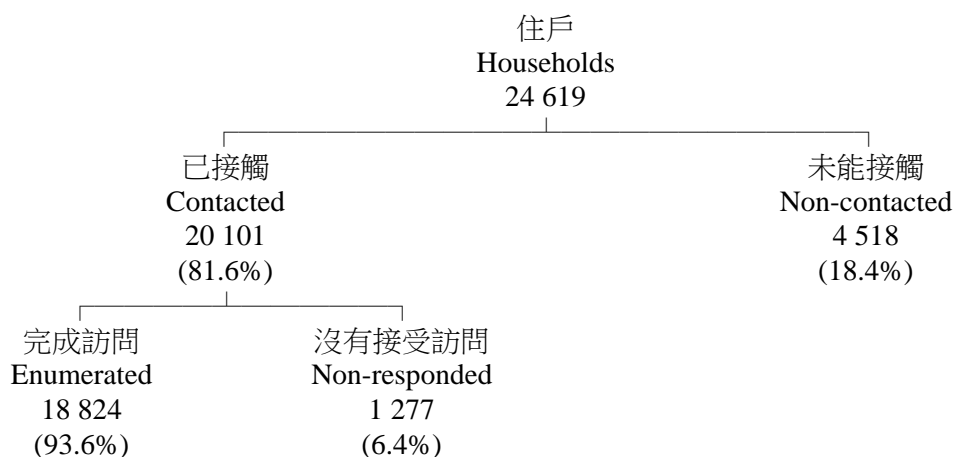 住戶
Households
24 619
已接觸
Contacted
20 101
(81.6%)
未能接觸
Non-contacted
4 518
(18.4%)
完成訪問
Enumerated
18 824
(93.6%)
沒有接受訪問
Non-responded
1 277
(6.4%)